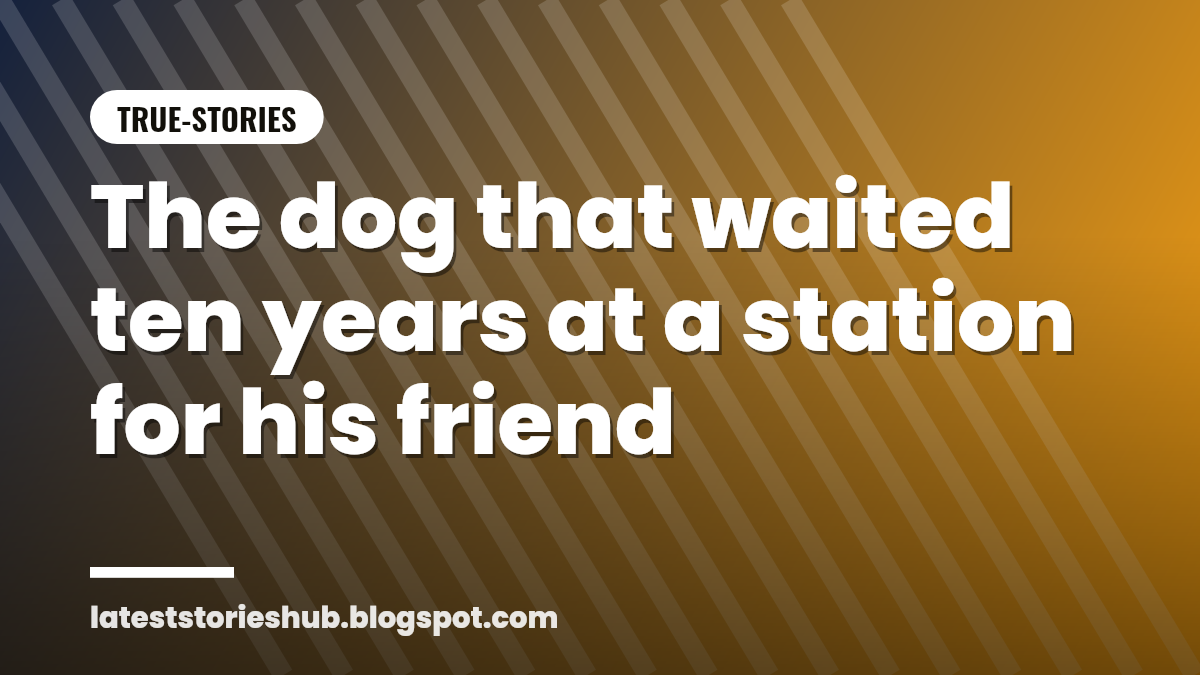 TRUE-STORIES
The dog that waited
ten years at a station
for his friend
lateststorieshub.blogspot.com